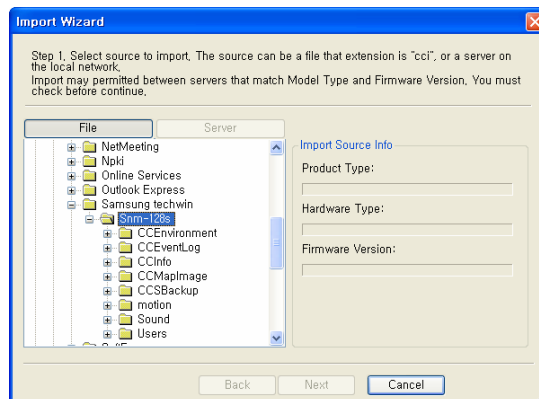 Import Wizard
Step 1, Select source to import, The source can be a file that extension is "cci", or a server on
the local network,
Import may permitted between servers that match Model Type and Firmware Version, You must
check before continue,
File
Server
NetMeeting
Npki
Online Services
Outlook Express
Samsung techwin
Snm-128s
CCEnvironment
CCEventLog
CCInfo
CCMapImage
CCSBackup
motion
Sound
Users
Import Source Info
Product Type:
Hardware Type:
Firmware Version:
Back
Next
Cancel